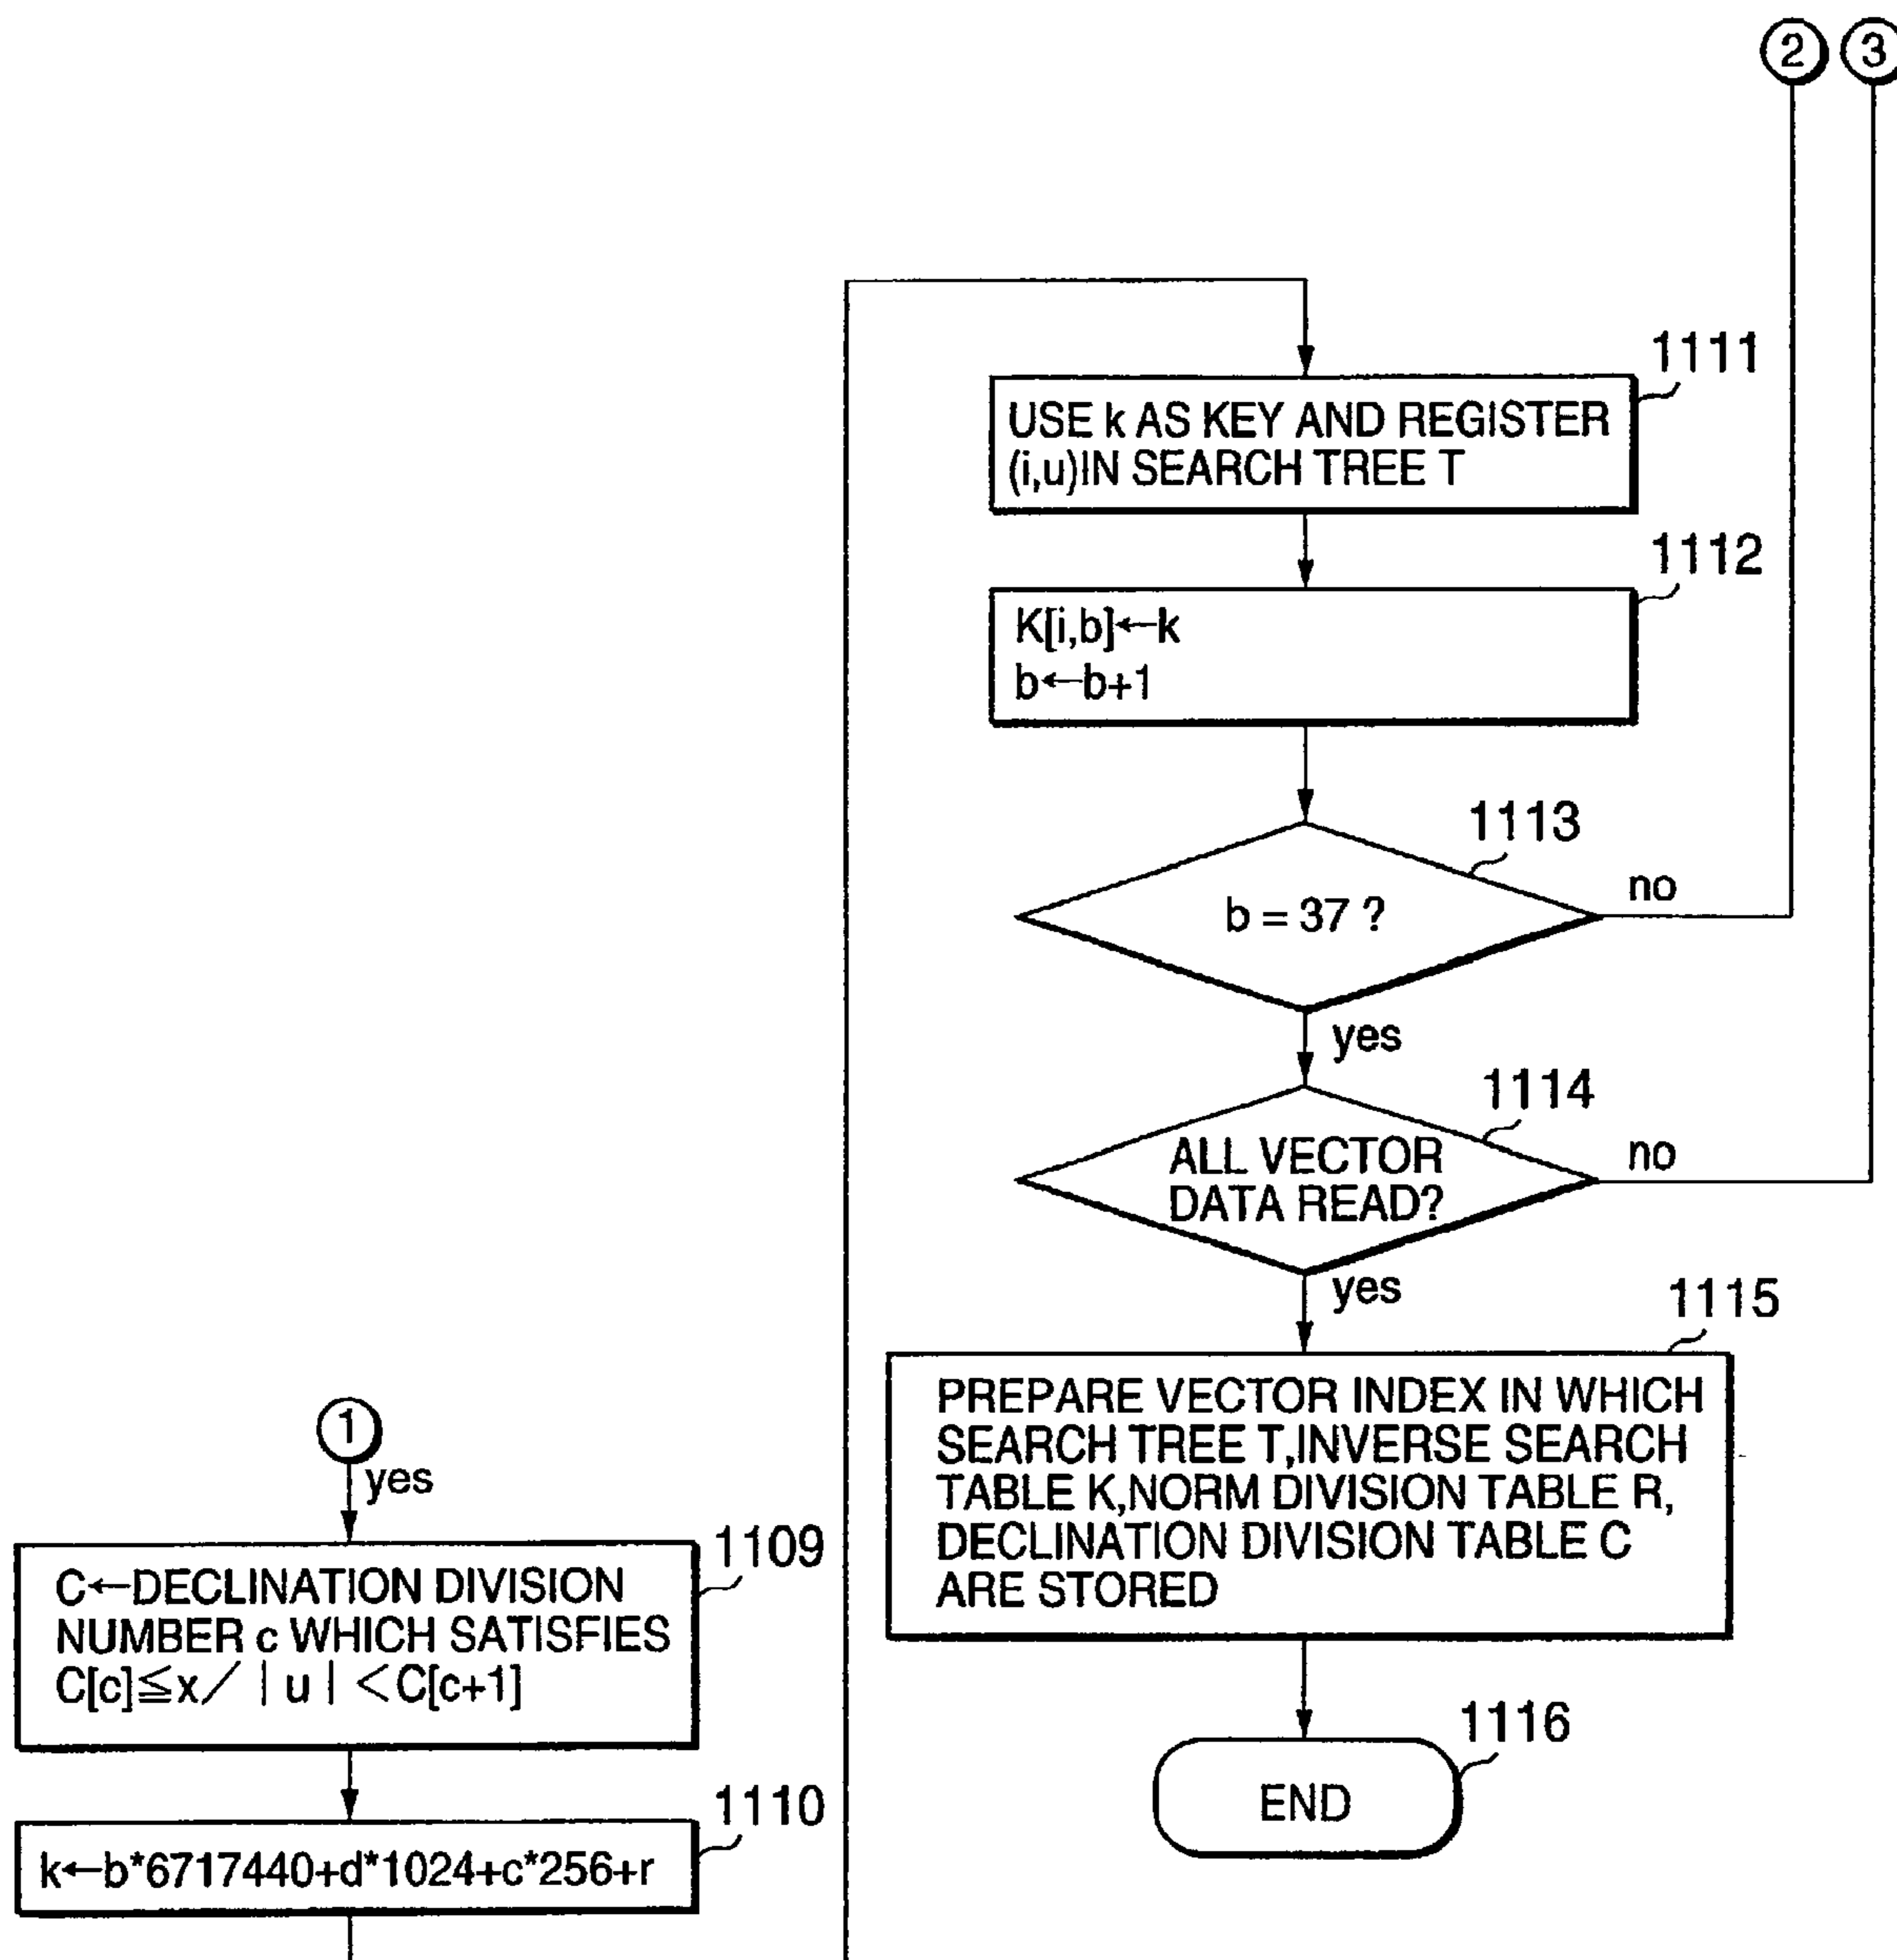 2 3
1111
USE k AS KEY AND REGISTER
(i,u)IN SEARCH TREE T
1112
K[i,b]←k
b←b+1
1113
b = 37 ?
no
yes
1114
ALL VECTOR
DATA READ?
no
yes
1115
PREPARE VECTOR INDEX IN WHICH
SEARCH TREE T,INVERSE SEARCH
TABLE K,NORM DIVISION TABLE R,
DECLINATION DIVISION TABLE C
ARE STORED
1116
END
1
yes
1109
C←DECLINATION DIVISION
NUMBER c WHICH SATISFIES
C[c]≦x/|u|<C[c+1]
1110
k←b*6717440+d*1024+c*256+r